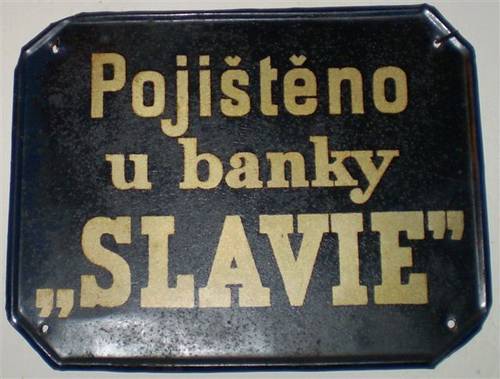 Pojištěno
u banky
„SLAVIE”